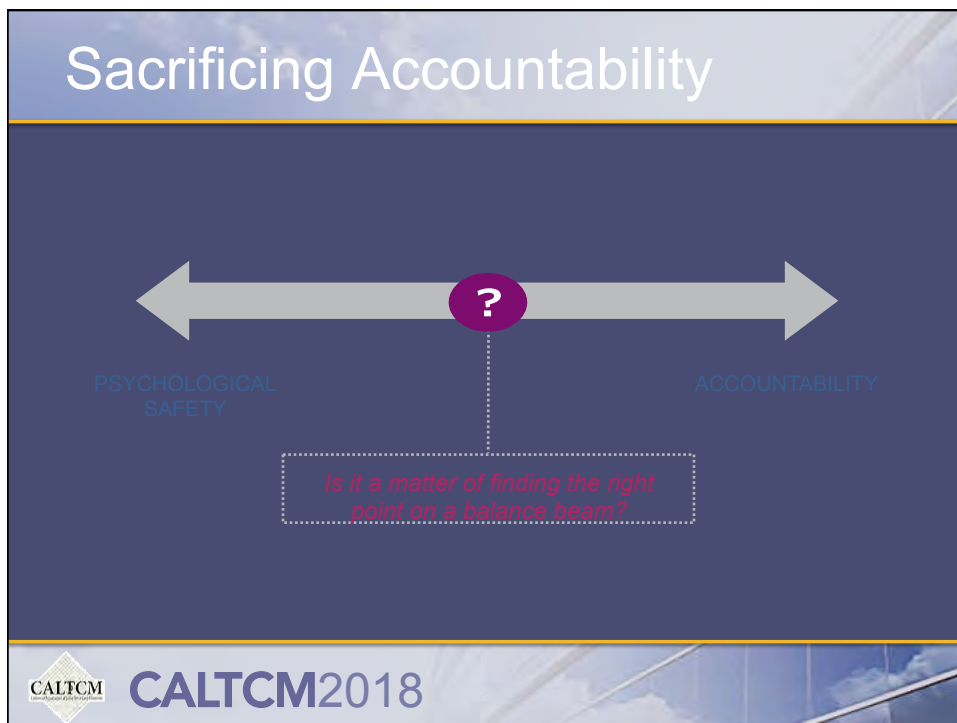 Sacrificing Accountability
?
PSYCHOLOGICAL
SAFETY
ACCOUNTABILITY
Is it a matter of finding the right
point on a balance beam?
CALTCM
CALTCM2018